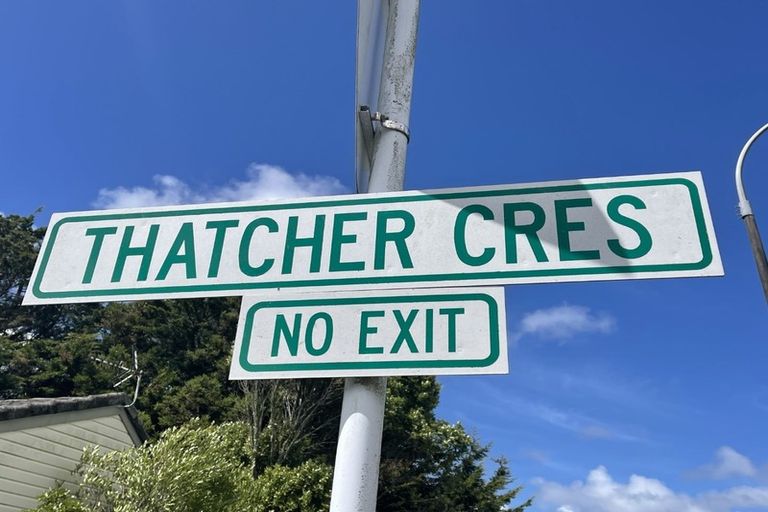 THATCHER CRES
NO EXIT